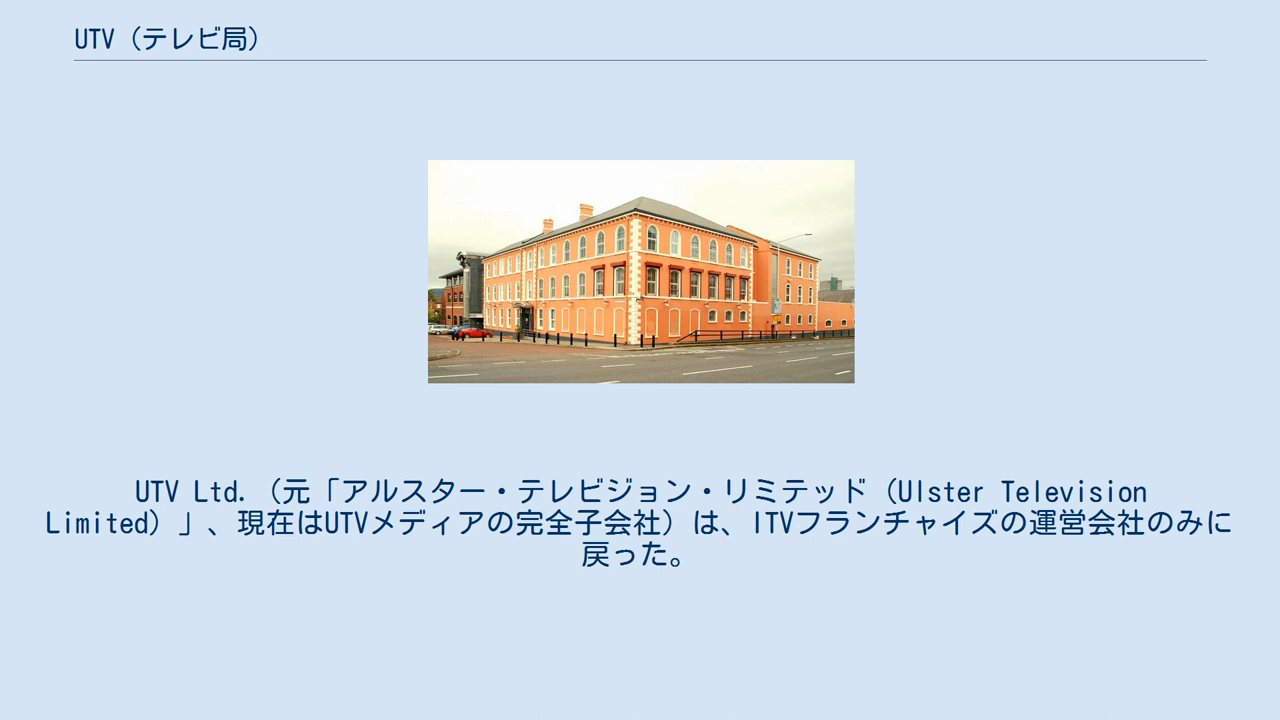 UTV（テレビ局）
UTV Ltd.（元「アルスター・テレビジョン・リミテッド（Ulster Television
Limited）」、現在はUTVメディアの完全子会社）は、ITVフランチャイズの運営会社のみに
戻った。